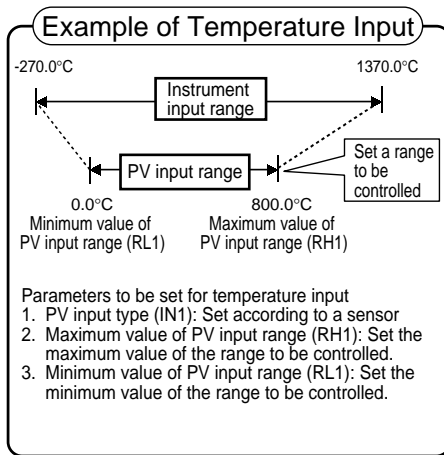 Example of Temperature Input
-270.0°C 1370.0°C
Instrument
input range
PV input range
Set a range
to be
controlled
0.0°C 800.0°C
Minimum value of
PV input range (RL1)
Maximum value of
PV input range (RH1)
Parameters to be set for temperature input
1. PV input type (IN1): Set according to a sensor
2. Maximum value of PV input range (RH1): Set the
maximum value of the range to be controlled.
3. Minimum value of PV input range (RL1): Set the
minimum value of the range to be controlled.